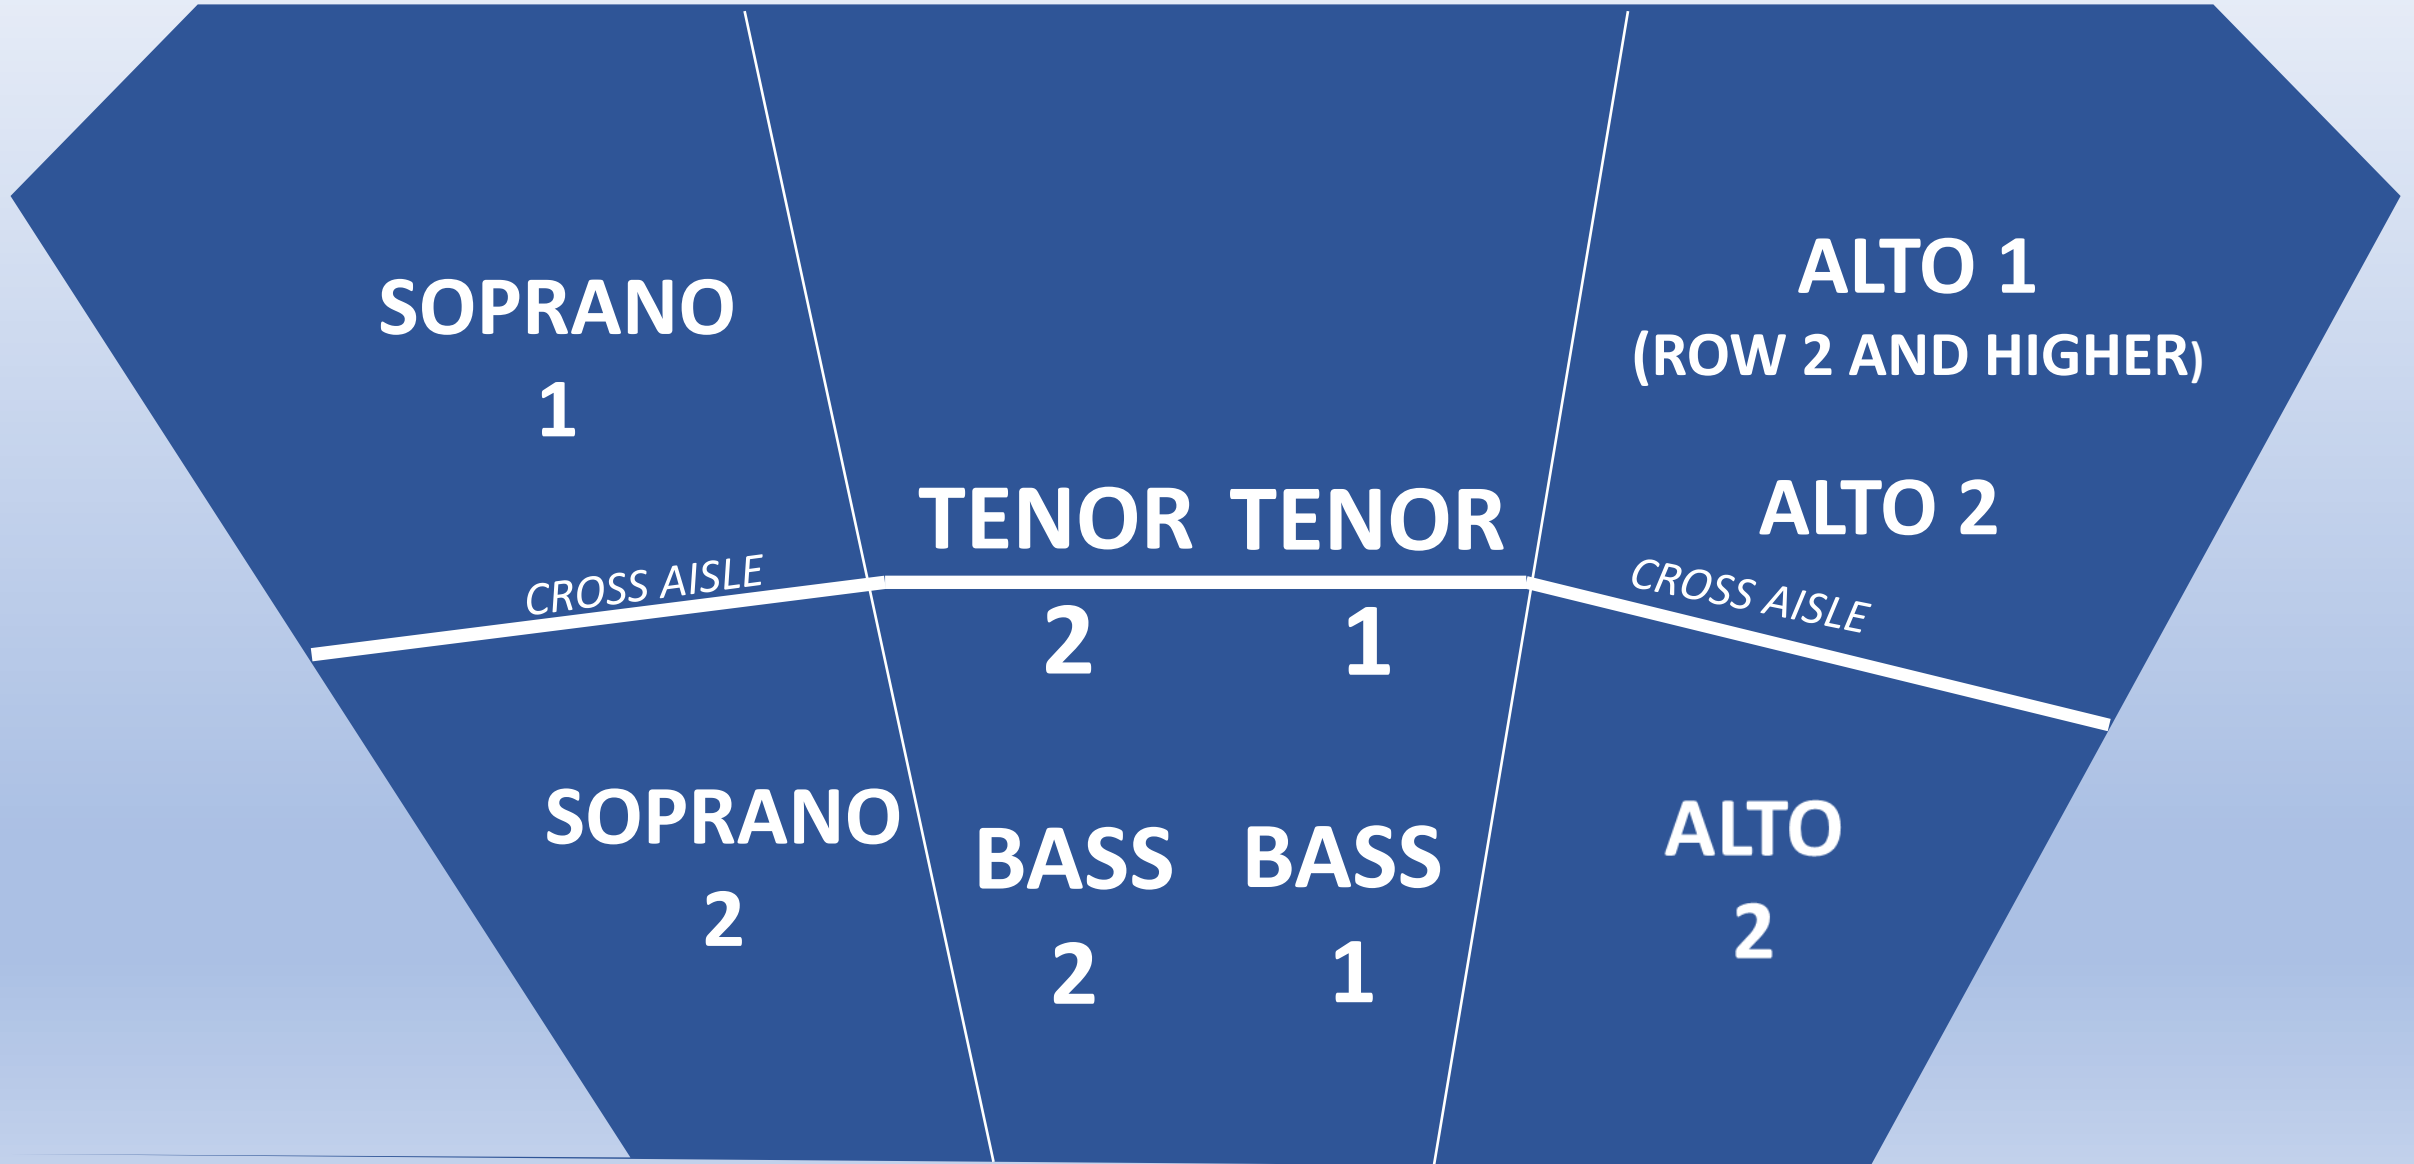 SOPRANO
1
CROSS AISLE
SOPRANO
2
TENOR TENOR
2 1
BASS BASS
2 1
ALTO 1
(ROW 2 AND HIGHER)
ALTO 2
CROSS AISLE
ALTO
2